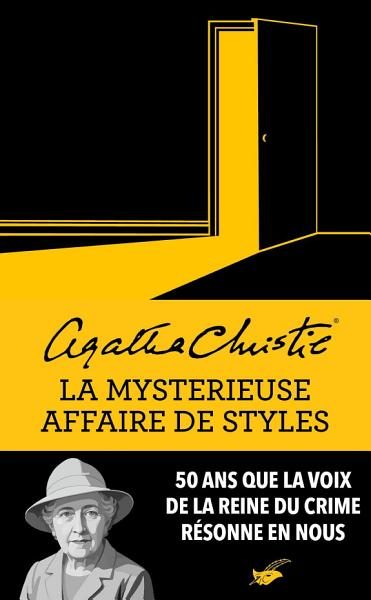 Agatha Christie®
LA MYSTERIEUSE
AFFAIRE DE STYLES
50 ANS QUE LA VOIX
DE LA REINE DU CRIME
RÉSONNE EN NOUS